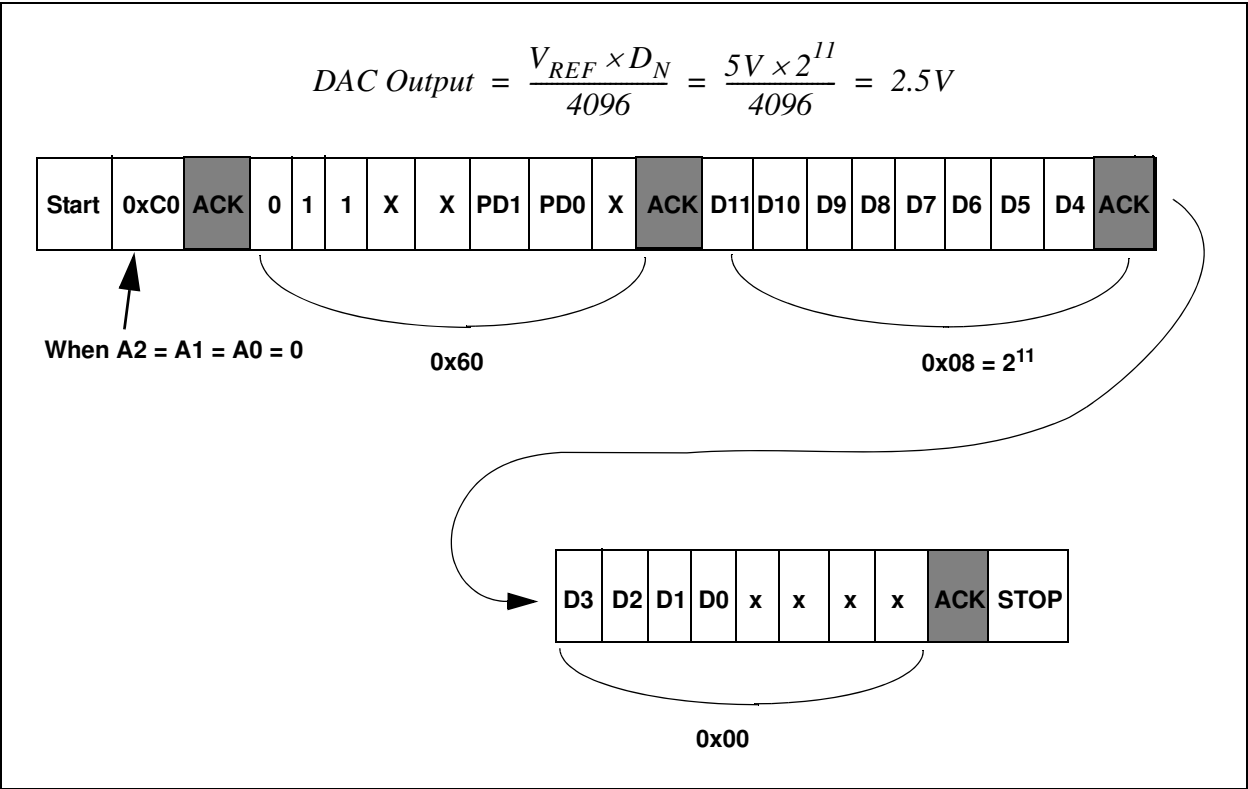 DAC Output = V_REF × D_N / 4096 = 5V × 2^11 / 4096 = 2.5V
Start 0xC0 ACK 0 1 1 X X PD1 PD0 X ACK D11 D10 D9 D8 D7 D6 D5 D4 ACK
When A2 = A1 = A0 = 0
0x60
0x08 = 2^11
D3 D2 D1 D0 x x x x ACK STOP
0x00